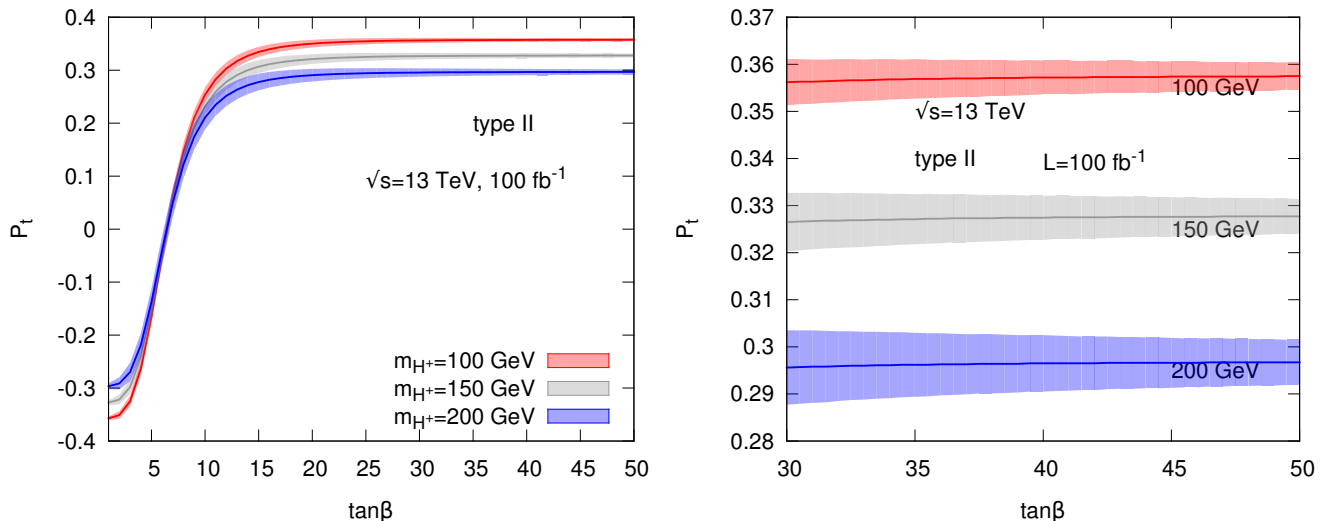 0.4
0.3
0.2
0.1
0
-0.1
-0.2
-0.3
-0.4
P_t
type II
√s=13 TeV, 100 fb⁻¹
m_H+=100 GeV
m_H+=150 GeV
m_H+=200 GeV
5 10 15 20 25 30 35 40 45 50
tanβ
0.37
0.36
0.35
0.34
0.33
0.32
0.31
0.3
0.29
0.28
P_t
100 GeV
√s=13 TeV
type II L=100 fb⁻¹
150 GeV
200 GeV
30 35 40 45 50
tanβ